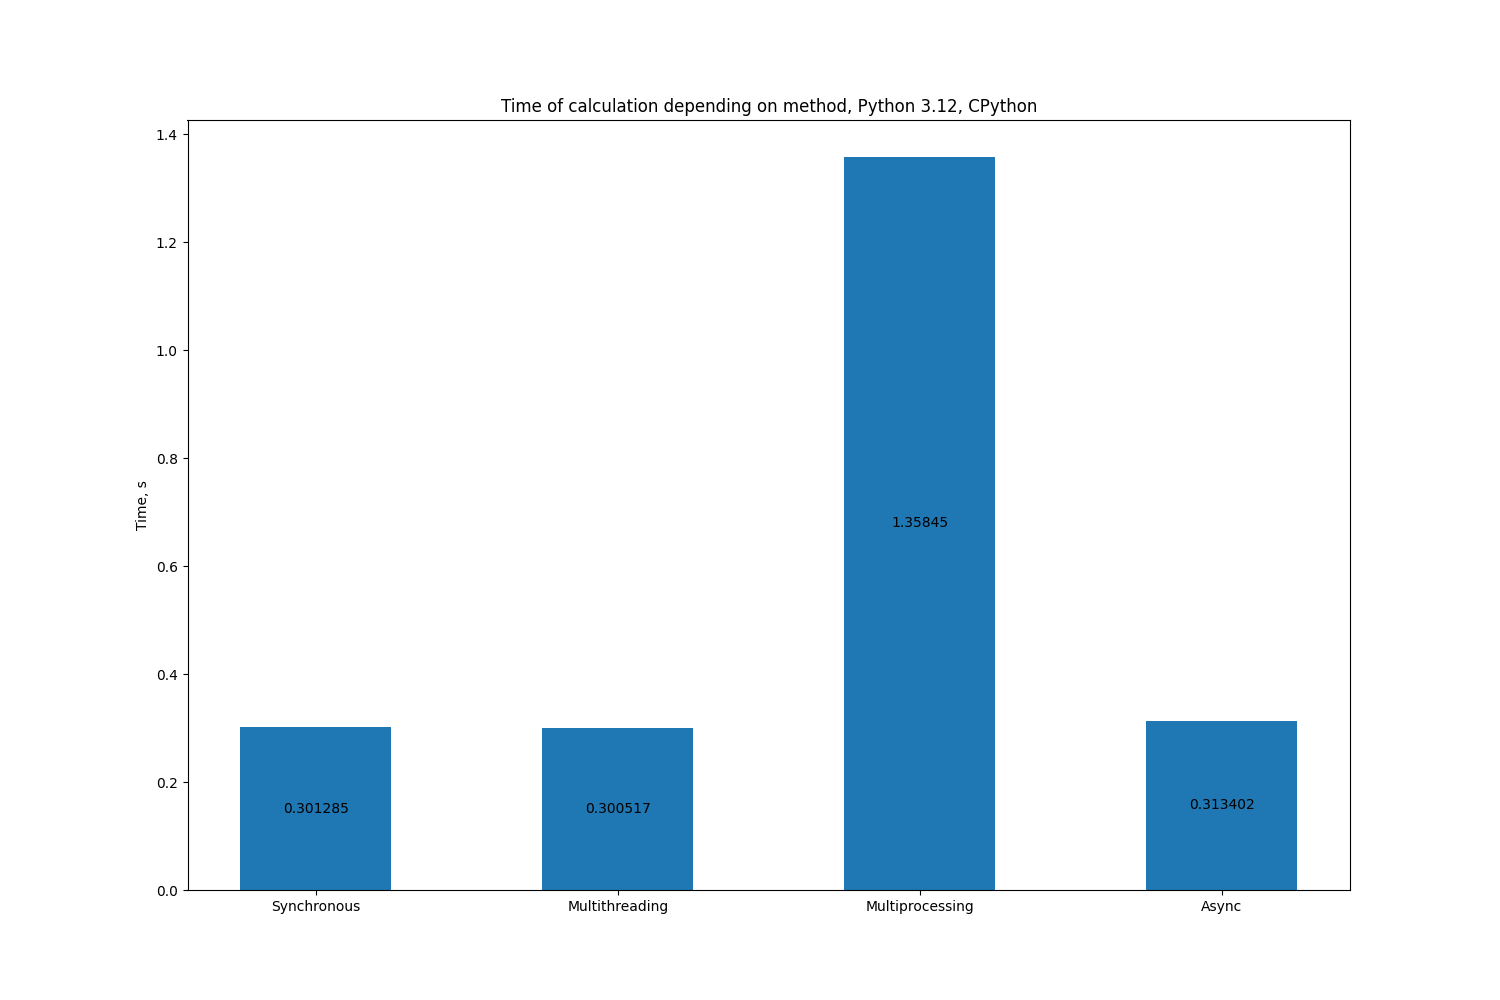 Time of calculation depending on method, Python 3.12, CPython
1.4
1.2
1.0
0.8
0.6
0.4
0.2
0.0
Time, s
0.301285
0.300517
1.35845
0.313402
Synchronous
Multithreading
Multiprocessing
Async